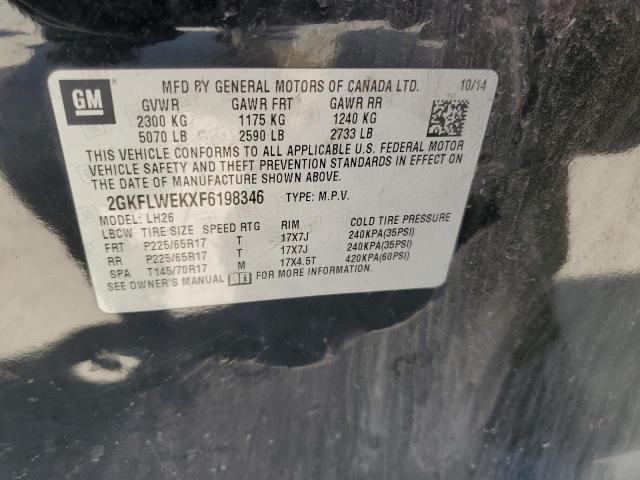 GM
MFD BY GENERAL MOTORS OF CANADA LTD. 10/14
GVWR GAWR FRT GAWR RR
2300 KG 1175 KG 1240 KG
5070 LB 2590 LB 2733 LB
THIS VEHICLE CONFORMS TO ALL APPLICABLE U.S. FEDERAL MOTOR
VEHICLE SAFETY AND THEFT PREVENTION STANDARDS IN EFFECT ON
THE DATE OF MANUFACTURE SHOWN ABOVE.
2GKFLWEKXF6198346 TYPE: M.P.V.
MODEL: LH26
LBCW TIRE SIZE SPEED RTG RIM COLD TIRE PRESSURE
FRT P225/65R17 T 17X7J 240KPA(35PSI)
RR P225/65R17 T 17X7J 240KPA(35PSI)
SPA T145/70R17 M 17X4.5T 420KPA(60PSI)
SEE OWNER'S MANUAL FOR MORE INFORMATION.